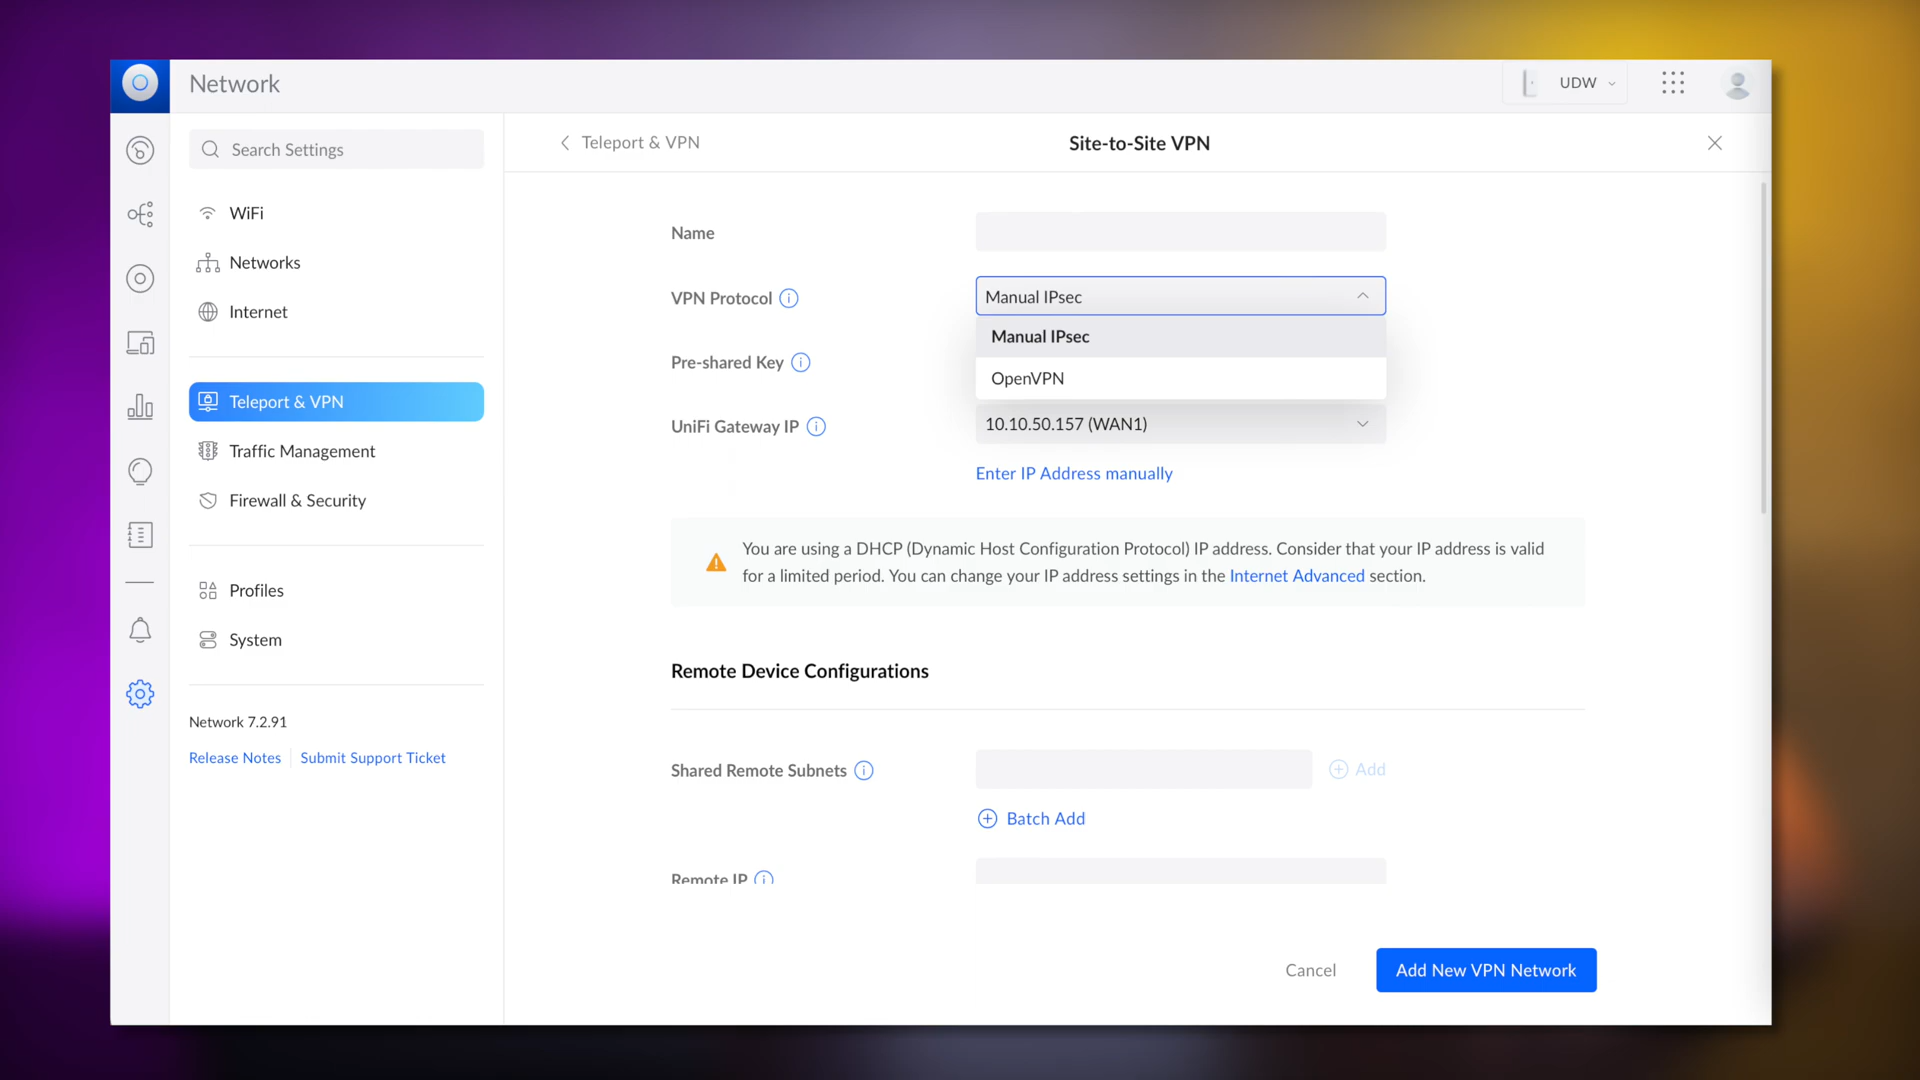 Network
UDW
Search Settings
WiFi
Networks
Internet
Teleport & VPN
Traffic Management
Firewall & Security
Profiles
System
Network 7.2.91
Release Notes
Submit Support Ticket
Teleport & VPN
Site-to-Site VPN
Name
VPN Protocol
Manual IPsec
Manual IPsec
OpenVPN
Pre-shared Key
UniFi Gateway IP
10.10.50.157 (WAN1)
Enter IP Address manually
You are using a DHCP (Dynamic Host Configuration Protocol) IP address. Consider that your IP address is valid
for a limited period. You can change your IP address settings in the Internet Advanced section.
Remote Device Configurations
Shared Remote Subnets
Add
Batch Add
Remote IP
Cancel
Add New VPN Network